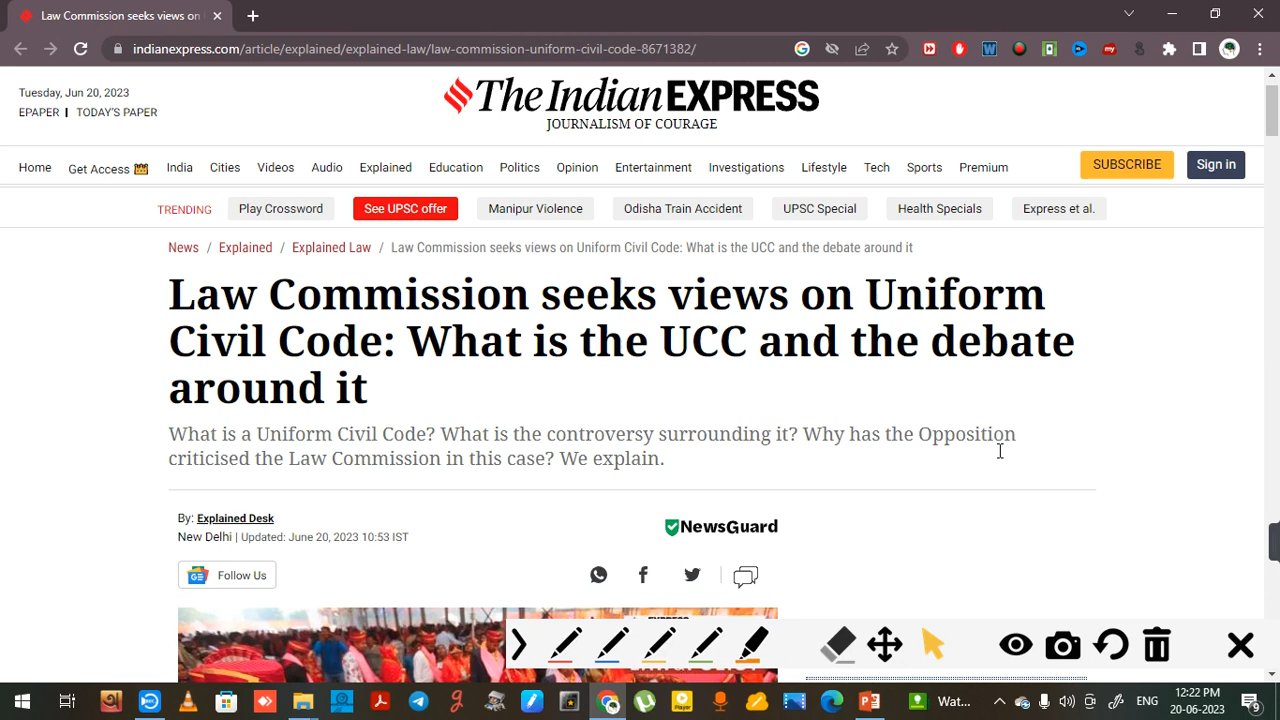 Law Commission seeks views on
indianexpress.com/article/explained/explained-law/law-commission-uniform-civil-code-8671382/
Tuesday, Jun 20, 2023
EPAPER | TODAY'S PAPER
The Indian EXPRESS
JOURNALISM OF COURAGE
Home Get Access India Cities Videos Audio Explained Education Politics Opinion Entertainment Investigations Lifestyle Tech Sports Premium SUBSCRIBE Sign in
TRENDING Play Crossword See UPSC offer Manipur Violence Odisha Train Accident UPSC Special Health Specials Express et al.
News / Explained / Explained Law / Law Commission seeks views on Uniform Civil Code: What is the UCC and the debate around it
Law Commission seeks views on Uniform
Civil Code: What is the UCC and the debate
around it
What is a Uniform Civil Code? What is the controversy surrounding it? Why has the Opposition
criticised the Law Commission in this case? We explain.
By: Explained Desk
NewsGuard
New Delhi | Updated: June 20, 2023 10:53 IST
GE Follow Us
Wat...
ENG
12:22 PM
20-06-2023